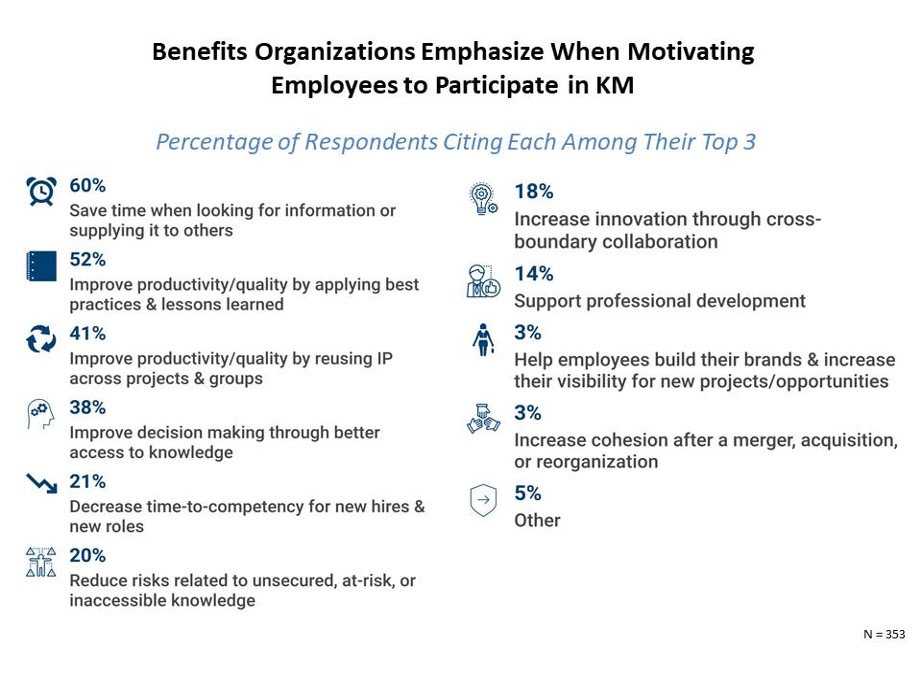 Benefits Organizations Emphasize When Motivating
Employees to Participate in KM
Percentage of Respondents Citing Each Among Their Top 3
60%
Save time when looking for information or
supplying it to others
52%
Improve productivity/quality by applying best
practices & lessons learned
41%
Improve productivity/quality by reusing IP
across projects & groups
38%
Improve decision making through better
access to knowledge
21%
Decrease time-to-competency for new hires &
new roles
20%
Reduce risks related to unsecured, at-risk, or
inaccessible knowledge
18%
Increase innovation through cross-
boundary collaboration
14%
Support professional development
3%
Help employees build their brands & increase
their visibility for new projects/opportunities
3%
Increase cohesion after a merger, acquisition,
or reorganization
5%
Other
N = 353